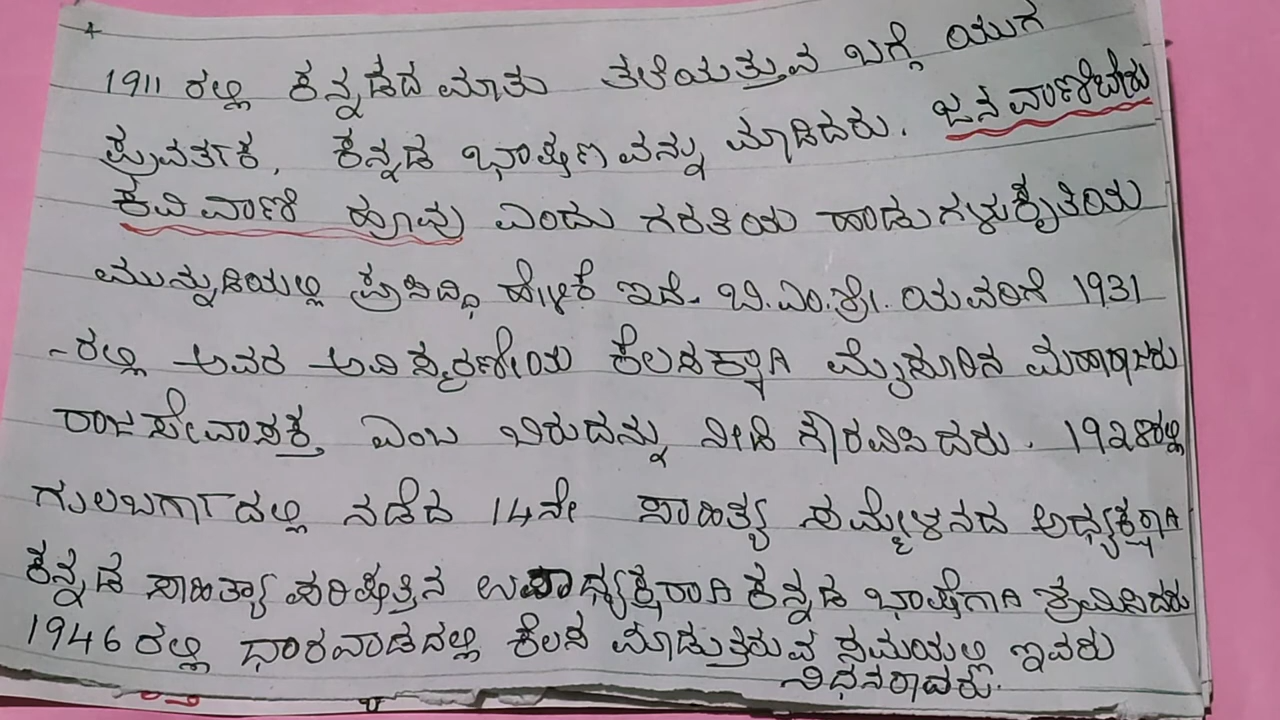 4
1911 ರಲ್ಲಿ ಕನ್ನಡದ ಮಾತು ತಲೆಯತ್ತುವ ಬಗ್ಗೆ ಯುಗ
ಪ್ರವರ್ತಕ, ಕನ್ನಡ ಭಾಷಣವನ್ನು ಮಾಡಿದರು. ಜನವಾಣಿಬೇರು
ಕವಿವಾಣಿ ಹೂವು ಎಂದು ಗರತಿಯ ಹಾಡುಗಳುಕೃತಿಯ
ಮುನ್ನುಡಿಯಲ್ಲಿ ಪ್ರಸಿದ್ಧಿ ಹೇಳಿಕೆ ಇದೆ. ಬಿ.ಎಂ.ಶ್ರೀ. ಯವರಿಗೆ 1931
-ರಲ್ಲಿ ಅವರ ಅವಿಸ್ಮರಣೀಯ ಕೆಲಸಕ್ಕಾಗಿ ಮೈಸೂರಿನ ಮಹಾರಾಜರು
ರಾಜಸೇವಾಸಕ್ತ ಎಂಬ ಬಿರುದನ್ನು ನೀಡಿ ಗೌರವಿಸಿದರು. 1928ರಲ್ಲಿ
ಗುಲಬರ್ಗಾದಲ್ಲಿ ನಡೆದ 14ನೇ ಸಾಹಿತ್ಯ ಸಮ್ಮೇಳನದ ಅಧ್ಯಕ್ಷರಾಗಿ
ಕನ್ನಡ ಸಾಹಿತ್ಯಾ ಪರಿಷತ್ತಿನ ಉಪಾಧ್ಯಕ್ಷರಾಗಿ ಕನ್ನಡ ಭಾಷೆಗಾಗಿ ಶ್ರಮಿಸಿದರು
1946 ರಲ್ಲಿ ಧಾರವಾಡದಲ್ಲಿ ಕೆಲಸ ಮಾಡುತ್ತಿರುವ ಸಮಯಲ್ಲಿ ಇವರು
ನಿಧನರಾದರು.